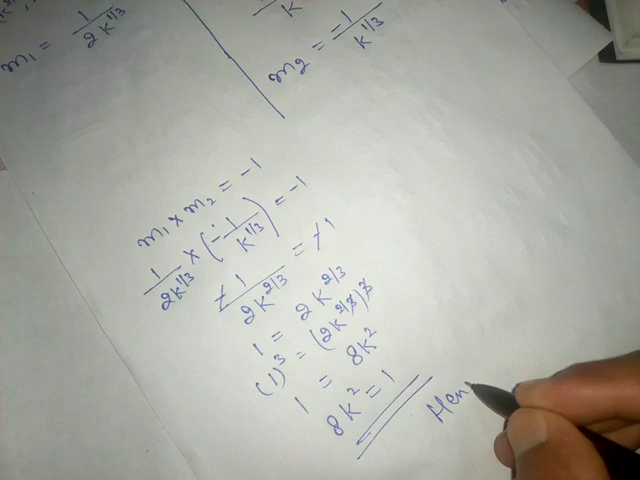 m₁ = 1/2K^1/3
m₂ = -1/K^1/3
m₁ × m₂ = -1
1/2K^1/3 × (-1/K^1/3) = -1
-1/2K^2/3 = -1
1 = 2K^2/3
(1)³ = (2K^2/3)³
1 = 8K²
8K² = 1
Hen